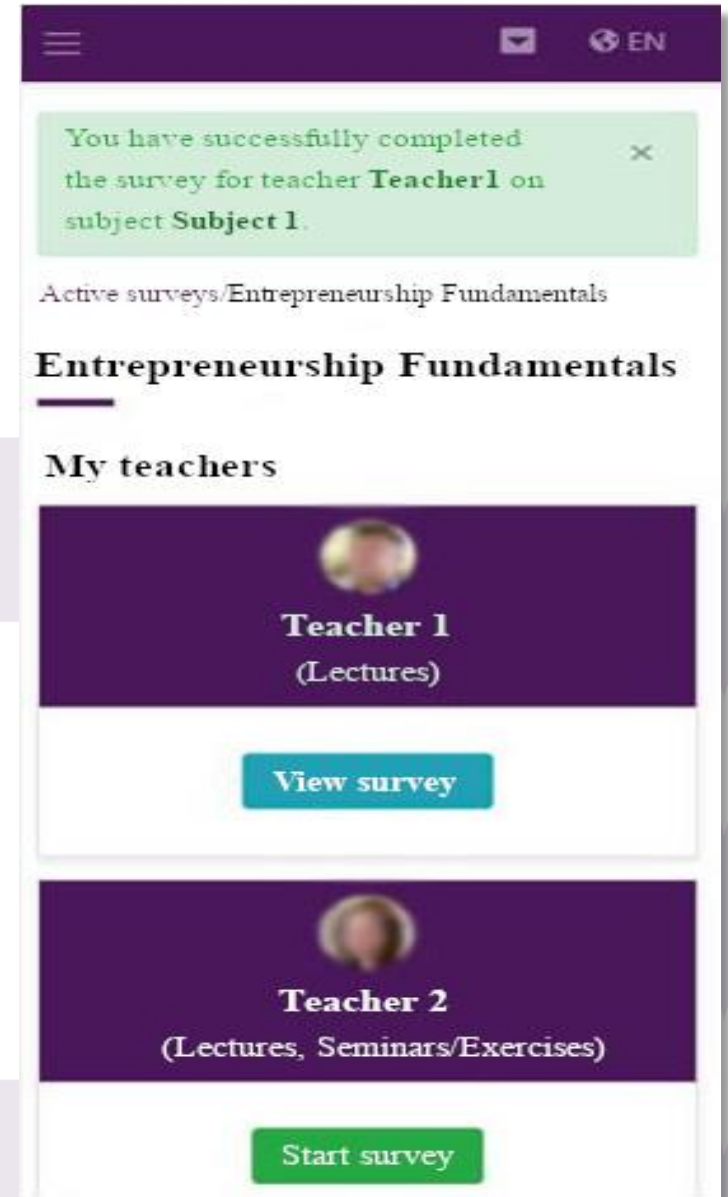 EN
You have successfully completed
the survey for teacher Teacher1 on
subject Subject 1.
Active surveys/Entrepreneurship Fundamentals
Entrepreneurship Fundamentals
My teachers
Teacher 1
(Lectures)
View survey
Teacher 2
(Lectures, Seminars/Exercises)
Start survey